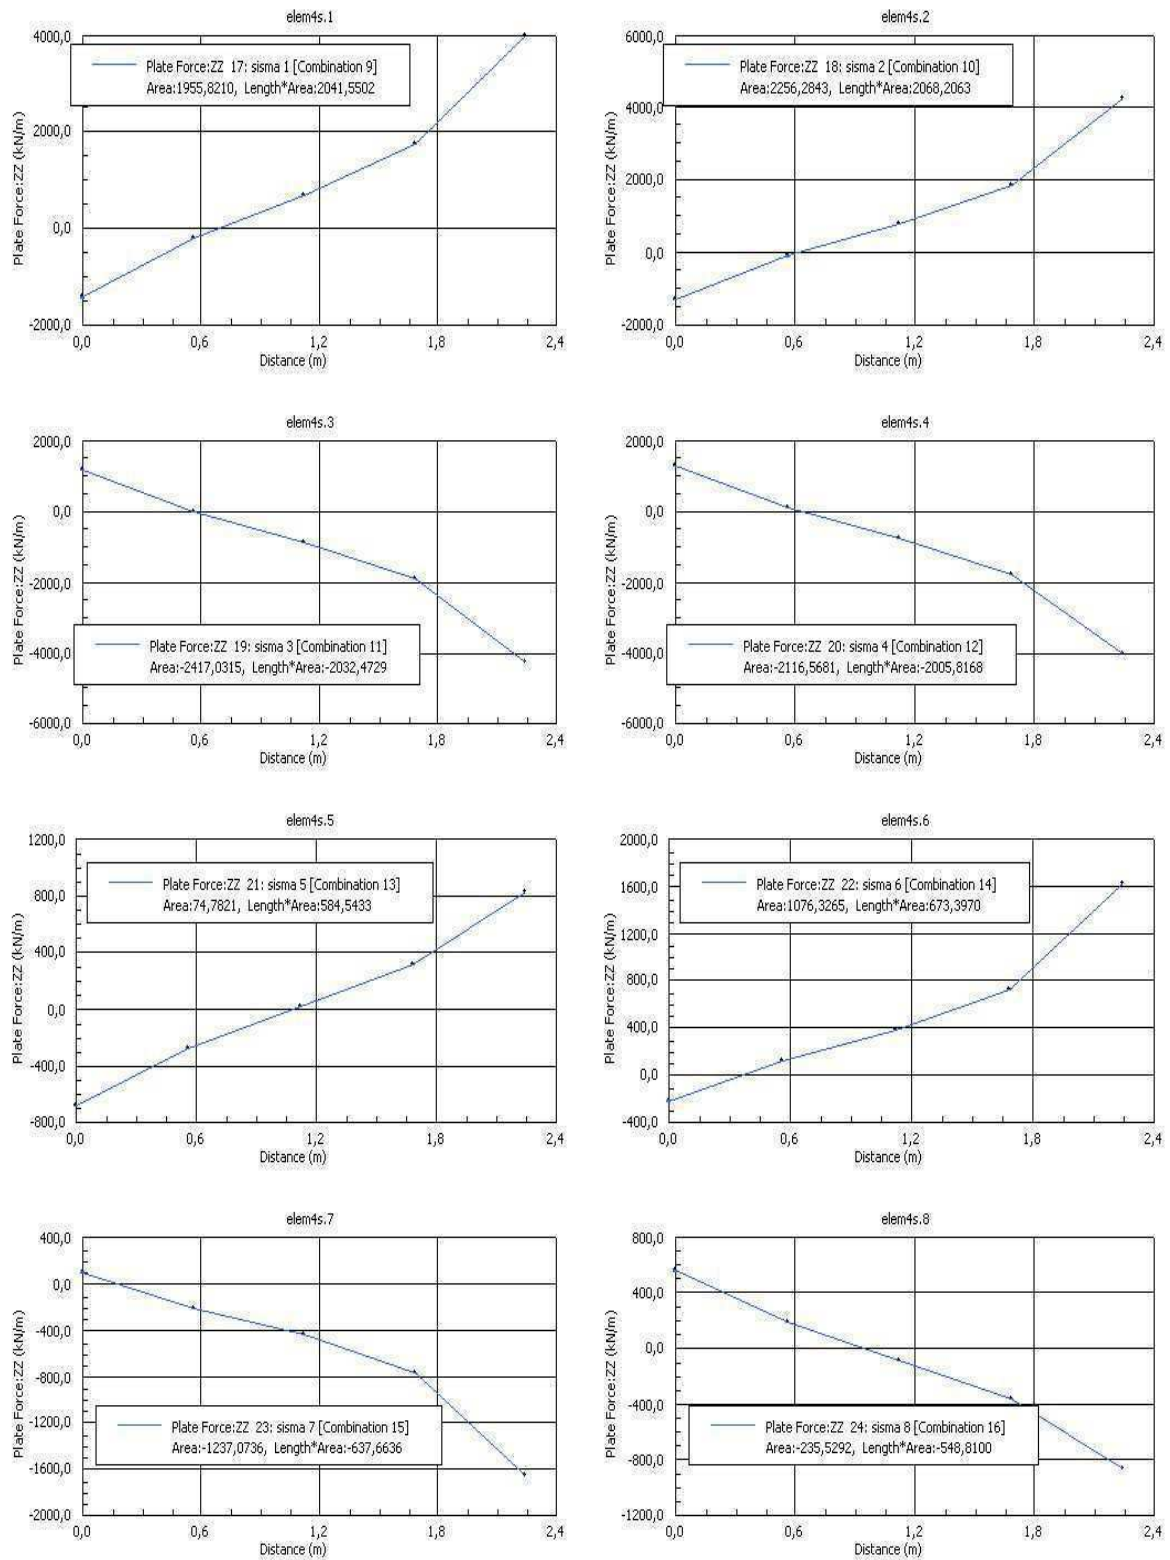 elem4s.1
4000,0
Plate Force:ZZ 17: sisma 1 [Combination 9]
Area:1955,8210, Length*Area:2041,5502
2000,0
0,0
-2000,0
Plate Force:ZZ (kN/m)
0,0 0,6 1,2 1,8 2,4
Distance (m)
elem4s.2
6000,0
Plate Force:ZZ 18: sisma 2 [Combination 10]
Area:2256,2843, Length*Area:2068,2063
4000,0
2000,0
0,0
-2000,0
Plate Force:ZZ (kN/m)
0,0 0,6 1,2 1,8 2,4
Distance (m)
elem4s.3
2000,0
0,0
-2000,0
Plate Force:ZZ 19: sisma 3 [Combination 11]
Area:-2417,0315, Length*Area:-2032,4729
-4000,0
-6000,0
Plate Force:ZZ (kN/m)
0,0 0,6 1,2 1,8 2,4
Distance (m)
elem4s.4
2000,0
0,0
-2000,0
Plate Force:ZZ 20: sisma 4 [Combination 12]
Area:-2116,5681, Length*Area:-2005,8168
-4000,0
-6000,0
Plate Force:ZZ (kN/m)
0,0 0,6 1,2 1,8 2,4
Distance (m)
elem4s.5
1200,0
Plate Force:ZZ 21: sisma 5 [Combination 13]
Area:74,7821, Length*Area:584,5433
800,0
400,0
0,0
-400,0
-800,0
Plate Force:ZZ (kN/m)
0,0 0,6 1,2 1,8 2,4
Distance (m)
elem4s.6
2000,0
Plate Force:ZZ 22: sisma 6 [Combination 14]
Area:1076,3265, Length*Area:673,3970
1600,0
1200,0
800,0
400,0
0,0
-400,0
Plate Force:ZZ (kN/m)
0,0 0,6 1,2 1,8 2,4
Distance (m)
elem4s.7
400,0
0,0
-400,0
-800,0
-1200,0
Plate Force:ZZ 23: sisma 7 [Combination 15]
Area:-1237,0736, Length*Area:-637,6636
-1600,0
-2000,0
Plate Force:ZZ (kN/m)
0,0 0,6 1,2 1,8 2,4
Distance (m)
elem4s.8
800,0
400,0
0,0
-400,0
Plate Force:ZZ 24: sisma 8 [Combination 16]
Area:-235,5292, Length*Area:-548,8100
-800,0
-1200,0
Plate Force:ZZ (kN/m)
0,0 0,6 1,2 1,8 2,4
Distance (m)